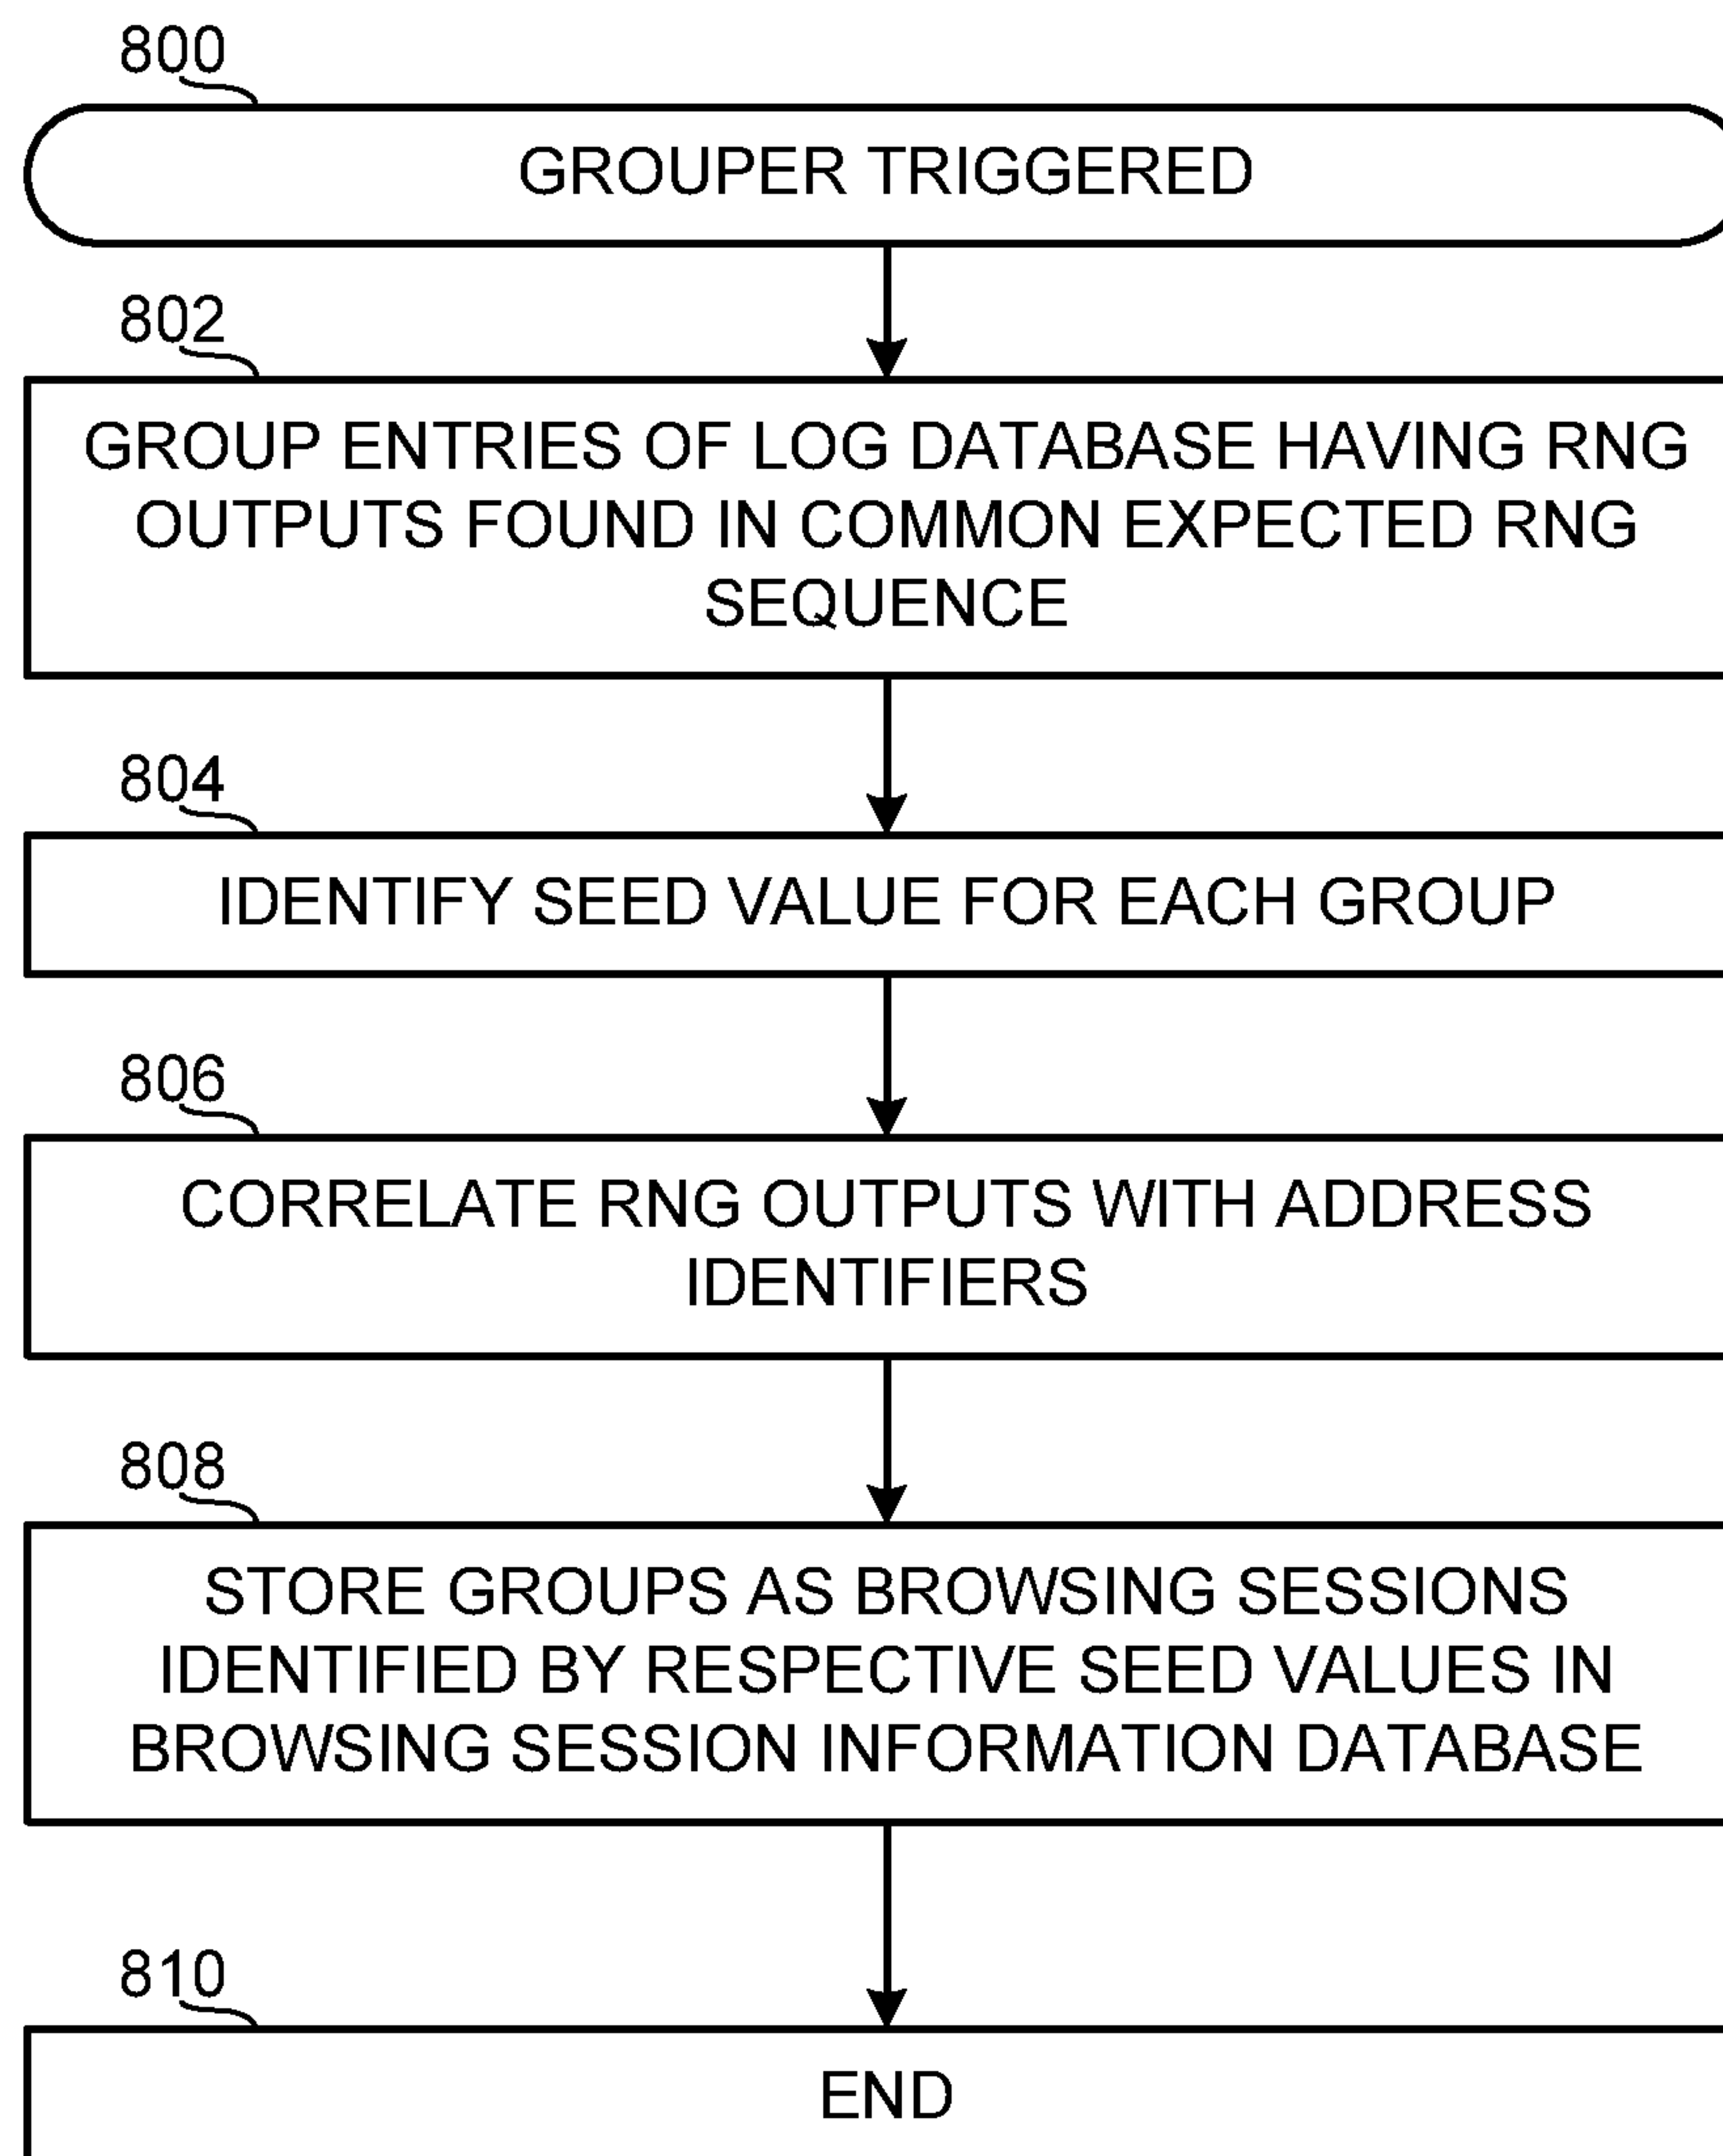 800
GROUPER TRIGGERED
802
GROUP ENTRIES OF LOG DATABASE HAVING RNG
OUTPUTS FOUND IN COMMON EXPECTED RNG
SEQUENCE
804
IDENTIFY SEED VALUE FOR EACH GROUP
806
CORRELATE RNG OUTPUTS WITH ADDRESS
IDENTIFIERS
808
STORE GROUPS AS BROWSING SESSIONS
IDENTIFIED BY RESPECTIVE SEED VALUES IN
BROWSING SESSION INFORMATION DATABASE
810
END